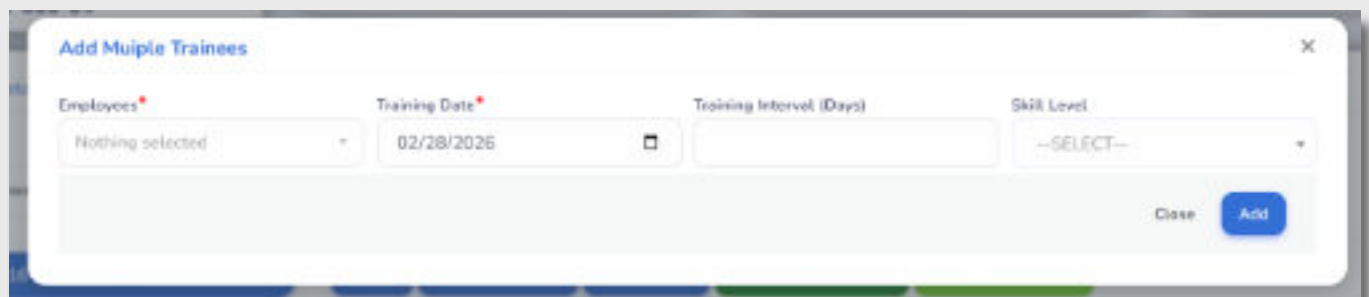 Add Muiple Trainees ×
Employees* Training Date* Training Interval (Days) Skill Level
Nothing selected 02/28/2026 --SELECT--
Close Add